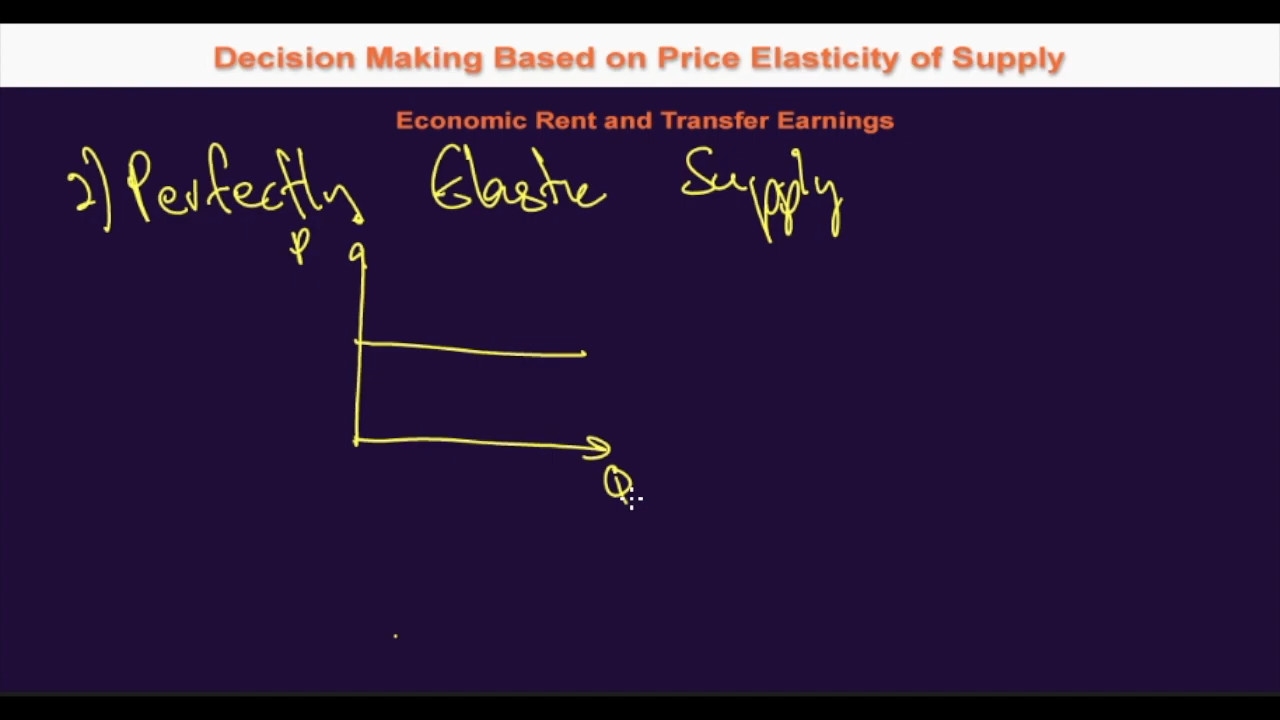 Decision Making Based on Price Elasticity of Supply
Economic Rent and Transfer Earnings
2) Perfectly Elastic Supply
P
Q